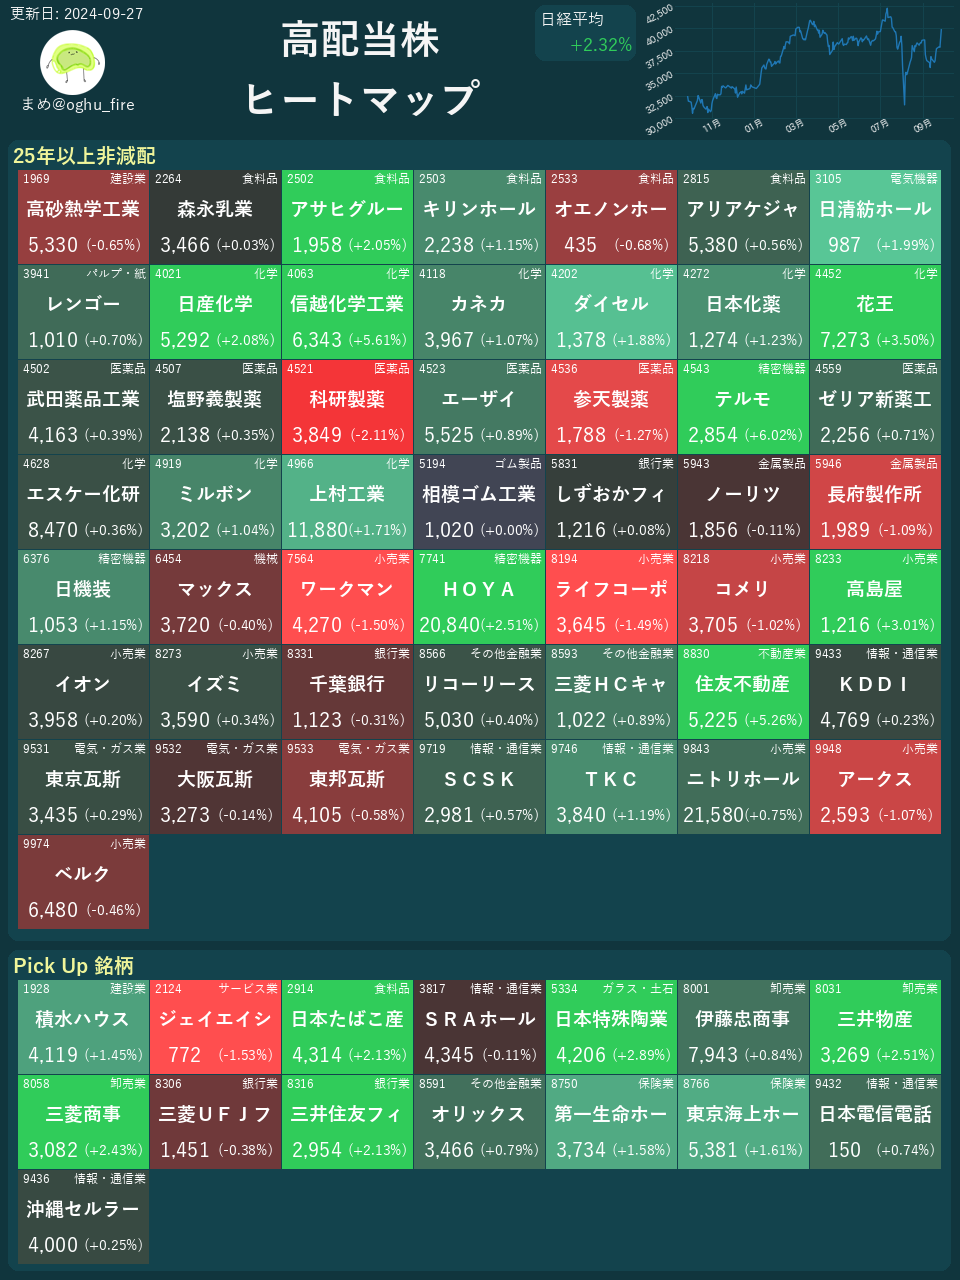 更新日: 2024-09-27
まめ@oghu_fire
高配当株
ヒートマップ
日経平均
+2.32%
42,500
40,000
37,500
35,000
32,500
30,000
11月 01月 03月 05月 07月 09月
25年以上非減配
1969 建設業 2264 食料品 2502 食料品 2503 食料品 2533 食料品 2815 食料品 3105 電気機器
高砂熱学工業 森永乳業 アサヒグルー キリンホール オエノンホー アリアケジャ 日清紡ホール
5,330 (-0.65%) 3,466 (+0.03%) 1,958 (+2.05%) 2,238 (+1.15%) 435 (-0.68%) 5,380 (+0.56%) 987 (+1.99%)
3941 パルプ・紙 4021 化学 4063 化学 4118 化学 4202 化学 4272 化学 4452 化学
レンゴー 日産化学 信越化学工業 カネカ ダイセル 日本化薬 花王
1,010 (+0.70%) 5,292 (+2.08%) 6,343 (+5.61%) 3,967 (+1.07%) 1,378 (+1.88%) 1,274 (+1.23%) 7,273 (+3.50%)
4502 医薬品 4507 医薬品 4521 医薬品 4523 医薬品 4536 医薬品 4543 精密機器 4559 医薬品
武田薬品工業 塩野義製薬 科研製薬 エーザイ 参天製薬 テルモ ゼリア新薬工
4,163 (+0.39%) 2,138 (+0.35%) 3,849 (-2.11%) 5,525 (+0.89%) 1,788 (-1.27%) 2,854 (+6.02%) 2,256 (+0.71%)
4628 化学 4919 化学 4966 化学 5194 ゴム製品 5831 銀行業 5943 金属製品 5946 金属製品
エスケー化研 ミルボン 上村工業 相模ゴム工業 しずおかフィ ノーリツ 長府製作所
8,470 (+0.36%) 3,202 (+1.04%) 11,880(+1.71%) 1,020 (+0.00%) 1,216 (+0.08%) 1,856 (-0.11%) 1,989 (-1.09%)
6376 精密機器 6454 機械 7564 小売業 7741 精密機器 8194 小売業 8218 小売業 8233 小売業
日機装 マックス ワークマン ＨＯＹＡ ライフコーポ コメリ 高島屋
1,053 (+1.15%) 3,720 (-0.40%) 4,270 (-1.50%) 20,840(+2.51%) 3,645 (-1.49%) 3,705 (-1.02%) 1,216 (+3.01%)
8267 小売業 8273 小売業 8331 銀行業 8566 その他金融業 8593 その他金融業 8830 不動産業 9433 情報・通信業
イオン イズミ 千葉銀行 リコーリース 三菱ＨＣキャ 住友不動産 ＫＤＤＩ
3,958 (+0.20%) 3,590 (+0.34%) 1,123 (-0.31%) 5,030 (+0.40%) 1,022 (+0.89%) 5,225 (+5.26%) 4,769 (+0.23%)
9531 電気・ガス業 9532 電気・ガス業 9533 電気・ガス業 9719 情報・通信業 9746 情報・通信業 9843 小売業 9948 小売業
東京瓦斯 大阪瓦斯 東邦瓦斯 ＳＣＳＫ ＴＫＣ ニトリホール アークス
3,435 (+0.29%) 3,273 (-0.14%) 4,105 (-0.58%) 2,981 (+0.57%) 3,840 (+1.19%) 21,580(+0.75%) 2,593 (-1.07%)
9974 小売業
ベルク
6,480 (-0.46%)
Pick Up 銘柄
1928 建設業 2124 サービス業 2914 食料品 3817 情報・通信業 5334 ガラス・土石 8001 卸売業 8031 卸売業
積水ハウス ジェイエイシ 日本たばこ産 ＳＲＡホール 日本特殊陶業 伊藤忠商事 三井物産
4,119 (+1.45%) 772 (-1.53%) 4,314 (+2.13%) 4,345 (-0.11%) 4,206 (+2.89%) 7,943 (+0.84%) 3,269 (+2.51%)
8058 卸売業 8306 銀行業 8316 銀行業 8591 その他金融業 8750 保険業 8766 保険業 9432 情報・通信業
三菱商事 三菱ＵＦＪフ 三井住友フィ オリックス 第一生命ホー 東京海上ホー 日本電信電話
3,082 (+2.43%) 1,451 (-0.38%) 2,954 (+2.13%) 3,466 (+0.79%) 3,734 (+1.58%) 5,381 (+1.61%) 150 (+0.74%)
9436 情報・通信業
沖縄セルラー
4,000 (+0.25%)